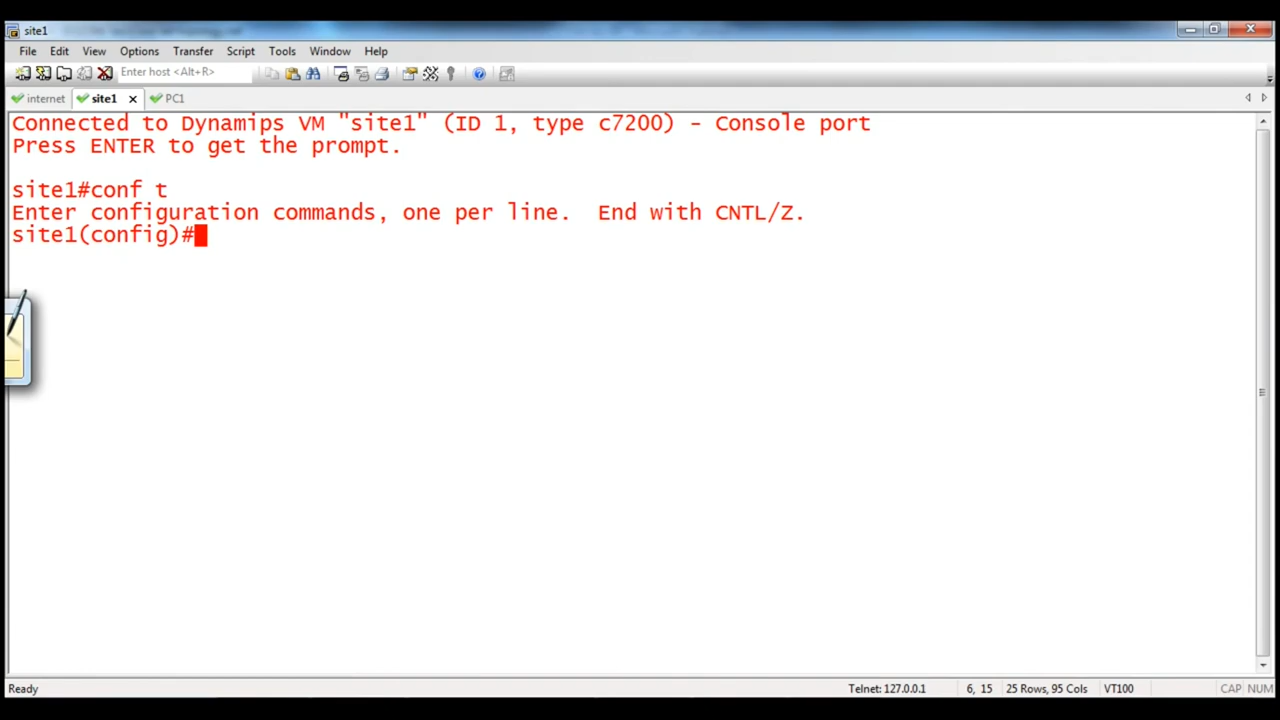 site1
File Edit View Options Transfer Script Tools Window Help
Enter host <Alt+R>
internet site1 PC1
Connected to Dynamips VM "site1" (ID 1, type c7200) - Console port
Press ENTER to get the prompt.
site1#conf t
Enter configuration commands, one per line.  End with CNTL/Z.
site1(config)#
Ready Telnet: 127.0.0.1 6, 15 25 Rows, 95 Cols VT100 CAP NUM